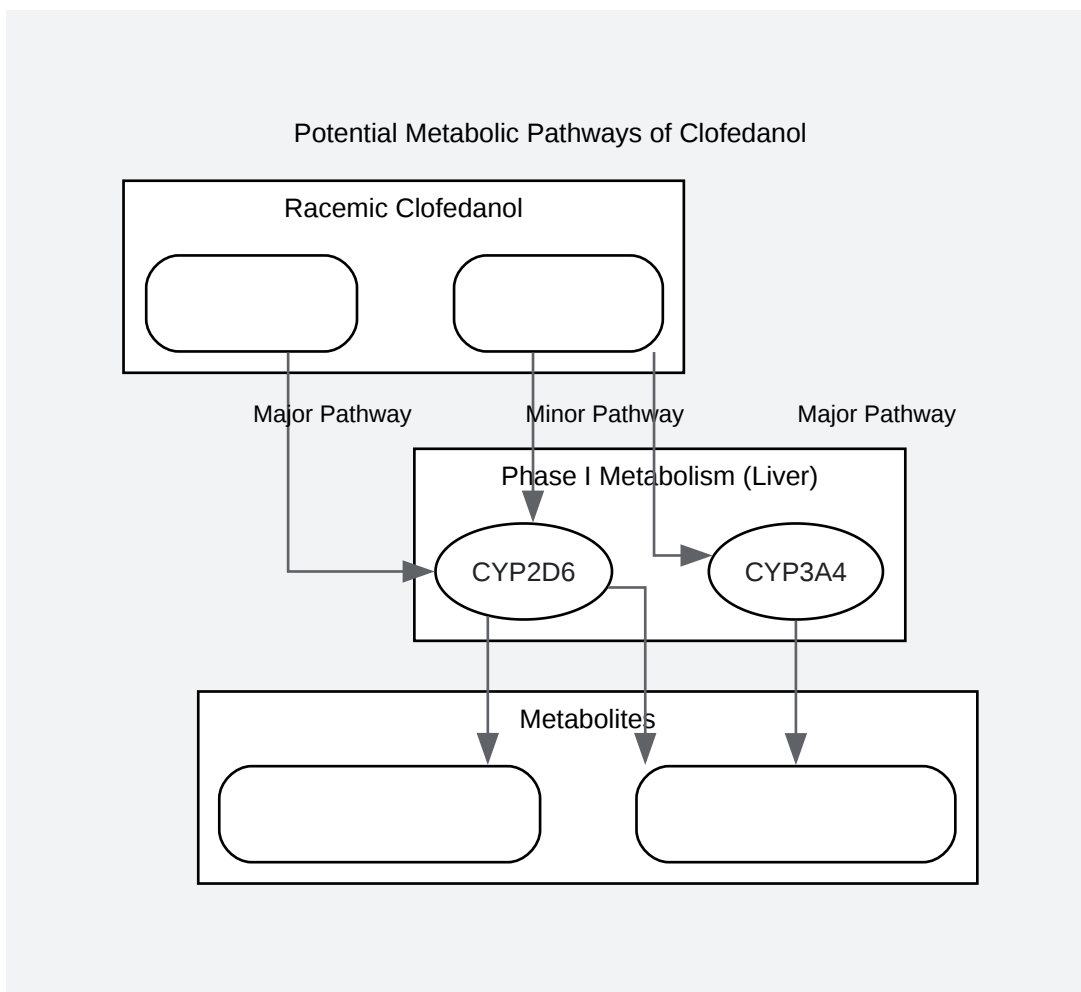 Potential Metabolic Pathways of Clofedanol
Racemic Clofedanol
Major Pathway
Minor Pathway
Major Pathway
Phase I Metabolism (Liver)
CYP2D6
CYP3A4
Metabolites